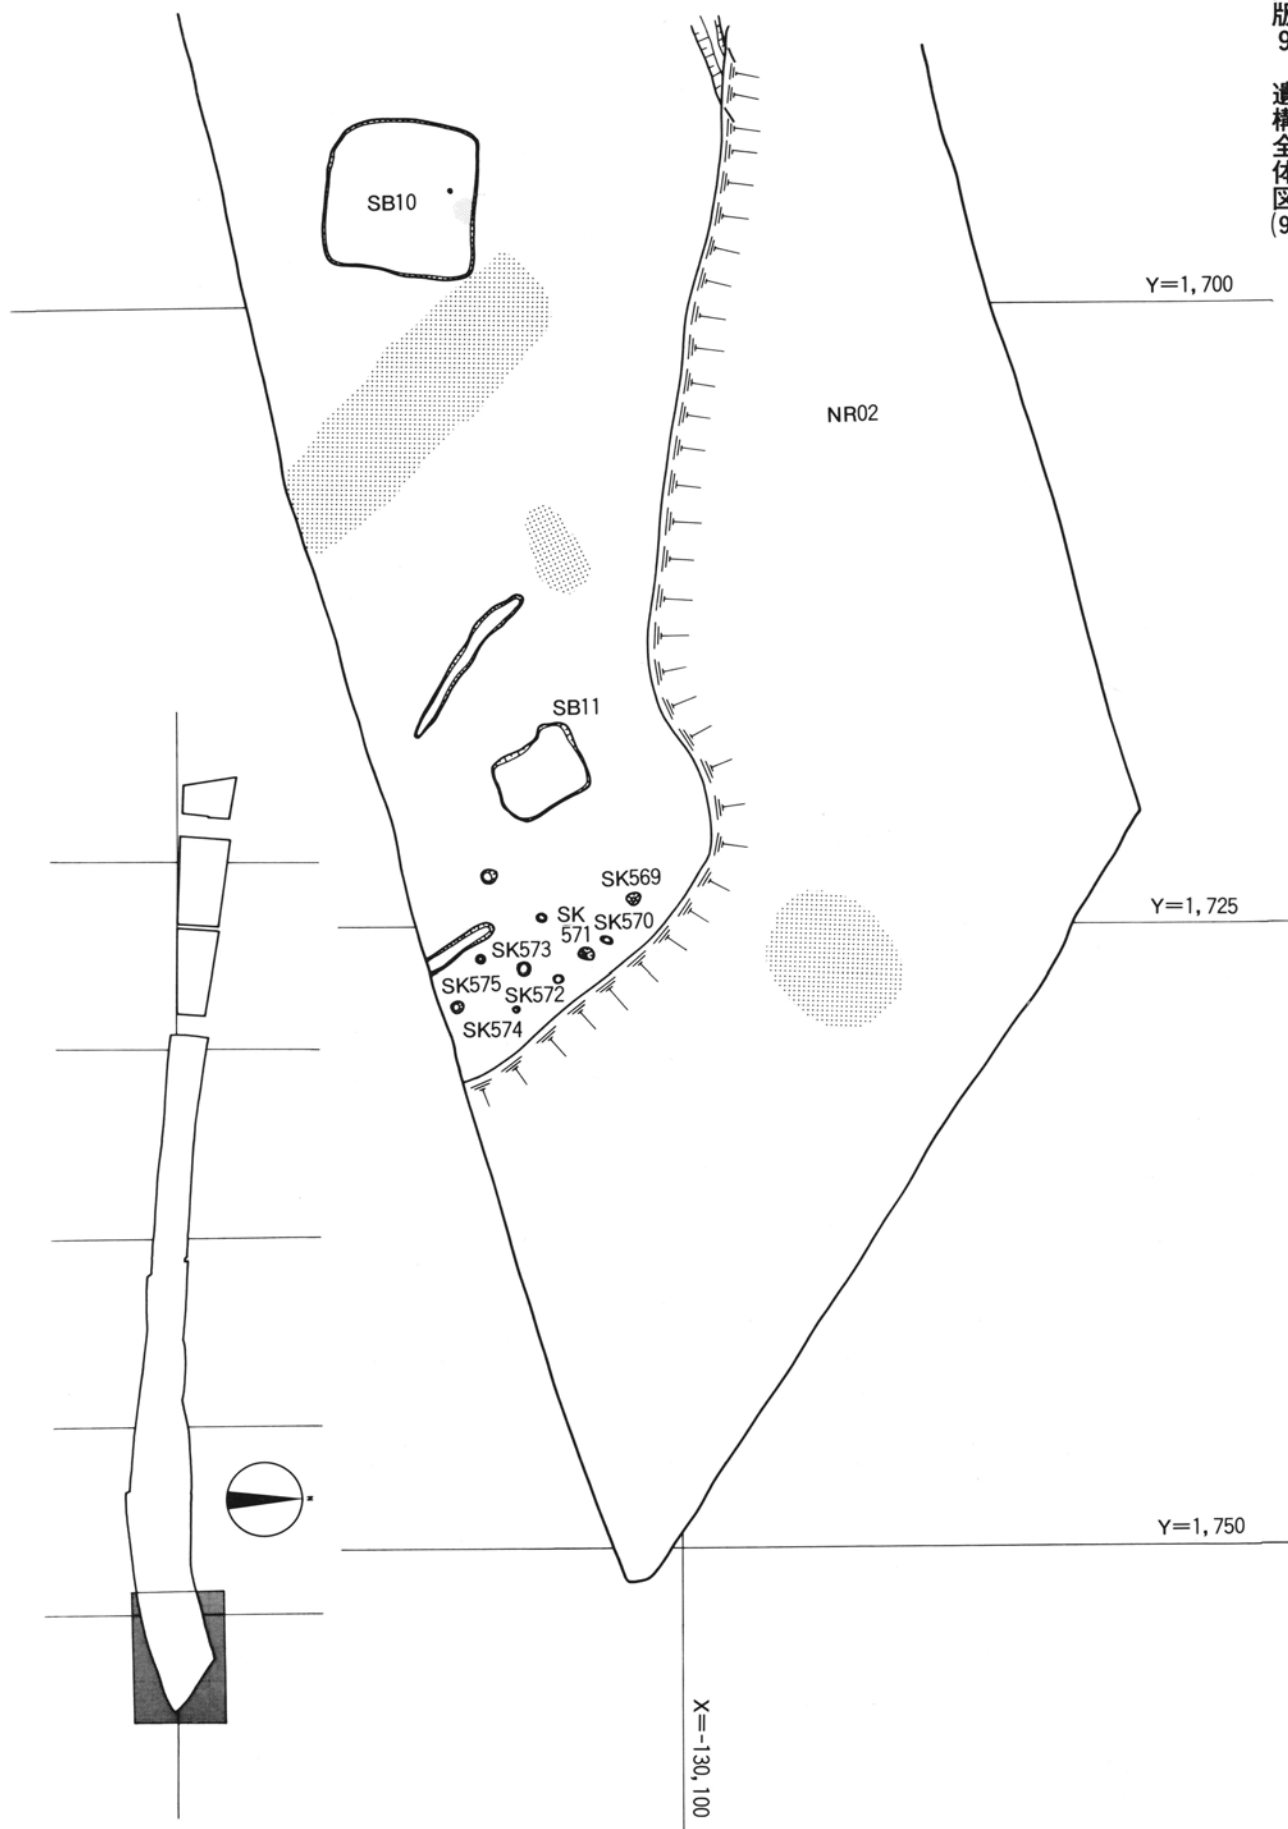 版9 遺構全体図(9
SB10
Y=1,700
NR02
SB11
SK569
SK
571
SK570
Y=1,725
SK573
SK575
SK572
SK574
N
Y=1,750
X=-130,100